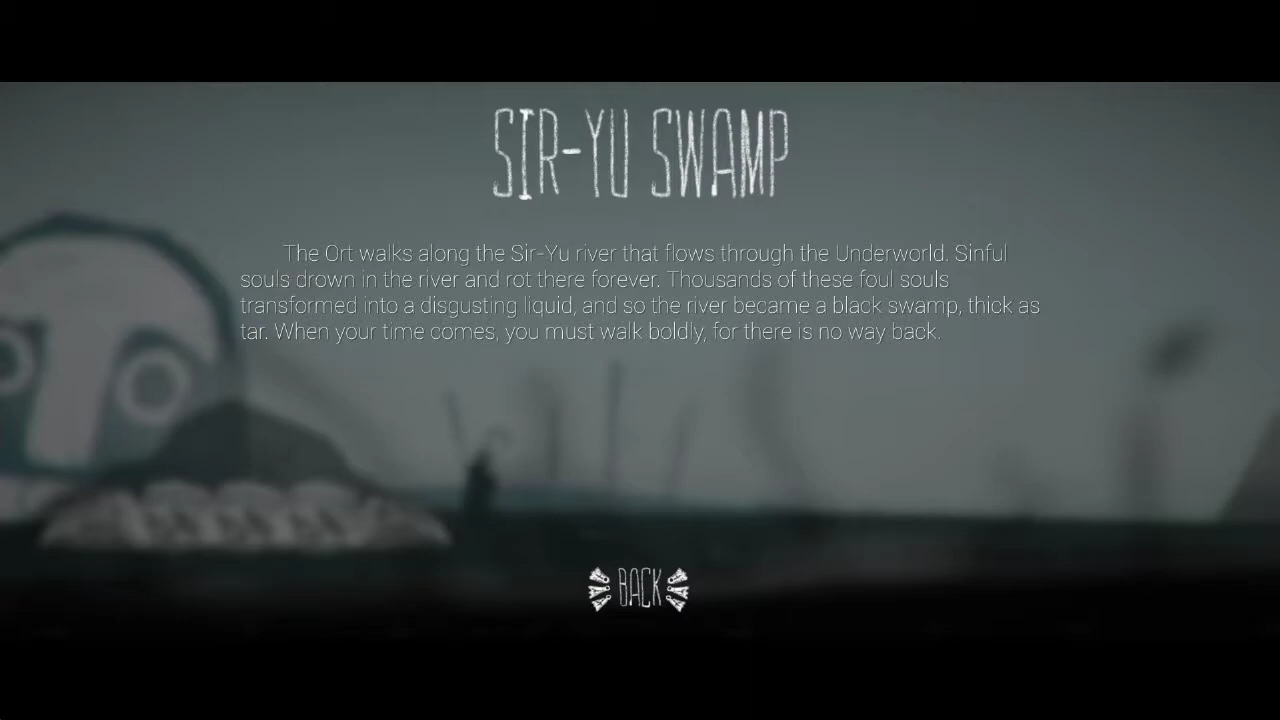 SIR-YU SWAMP
The Ort walks along the Sir-Yu river that flows through the Underworld. Sinful
souls drown in the river and rot there forever. Thousands of these foul souls
transformed into a disgusting liquid, and so the river became a black swamp, thick as
tar. When your time comes, you must walk boldly, for there is no way back.
BACK